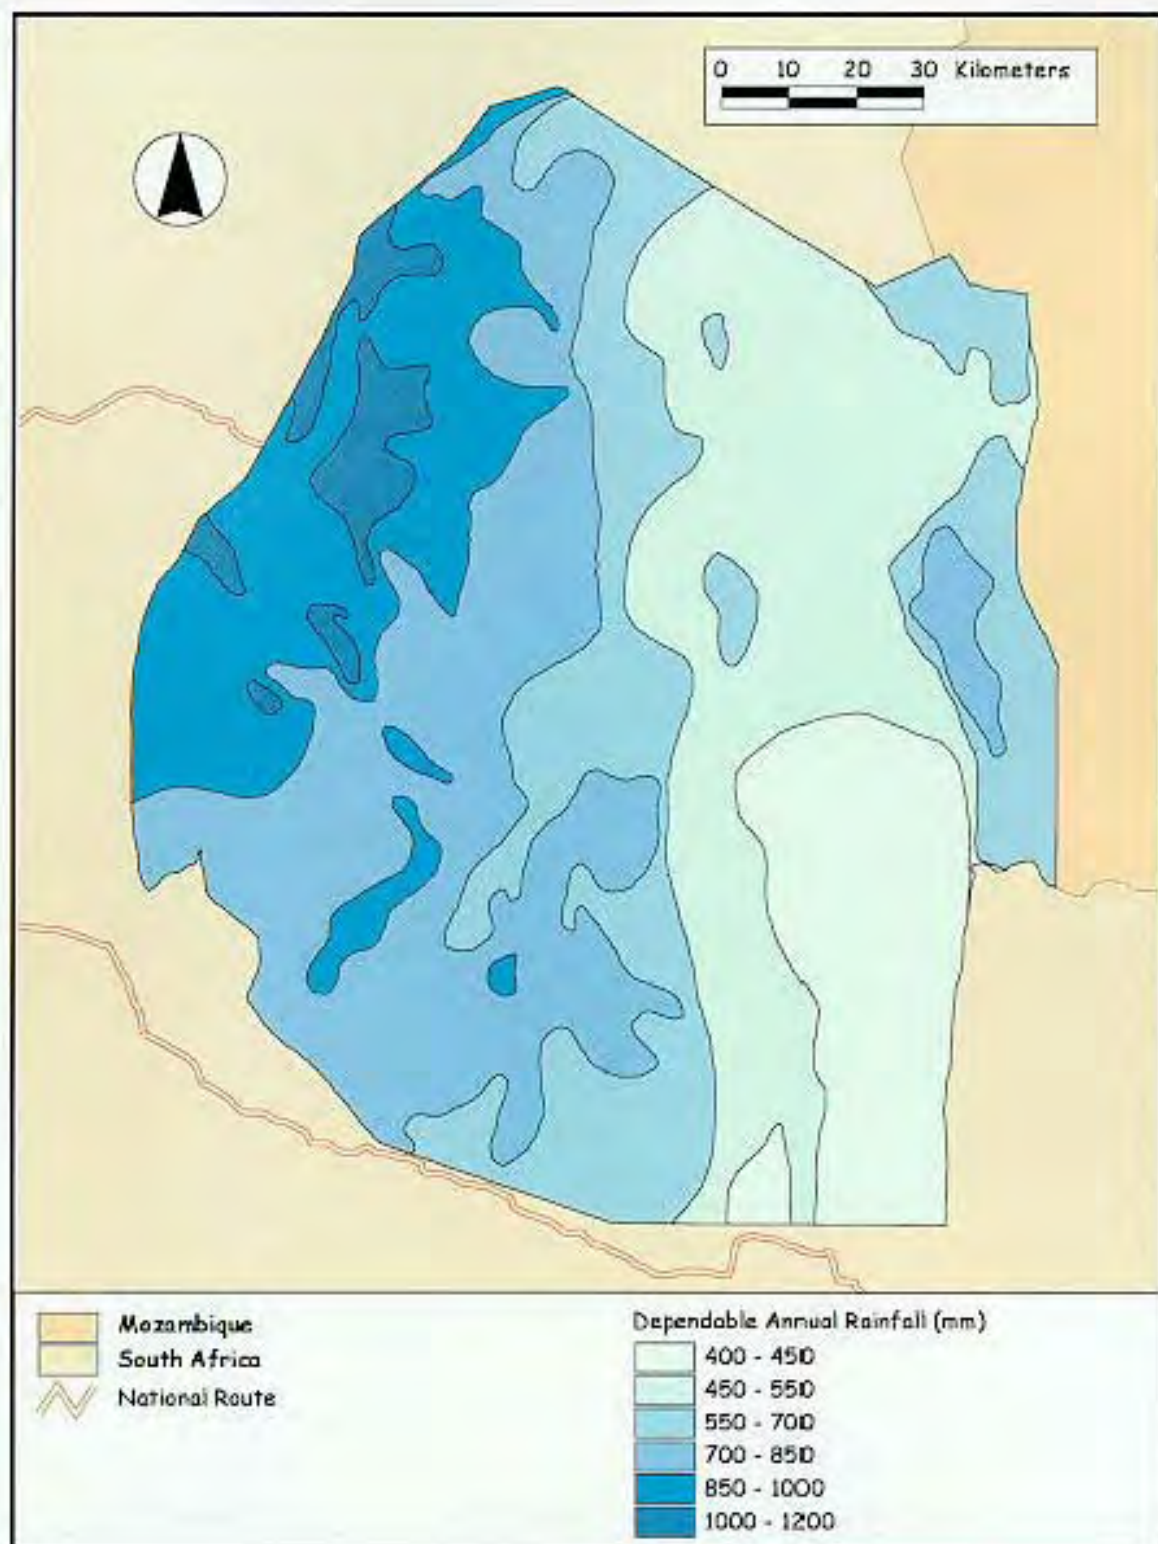 0 10 20 30 Kilometers
Mozambique
South Africa
National Route
Dependable Annual Rainfall (mm)
400 - 450
450 - 550
550 - 700
700 - 850
850 - 1000
1000 - 1200